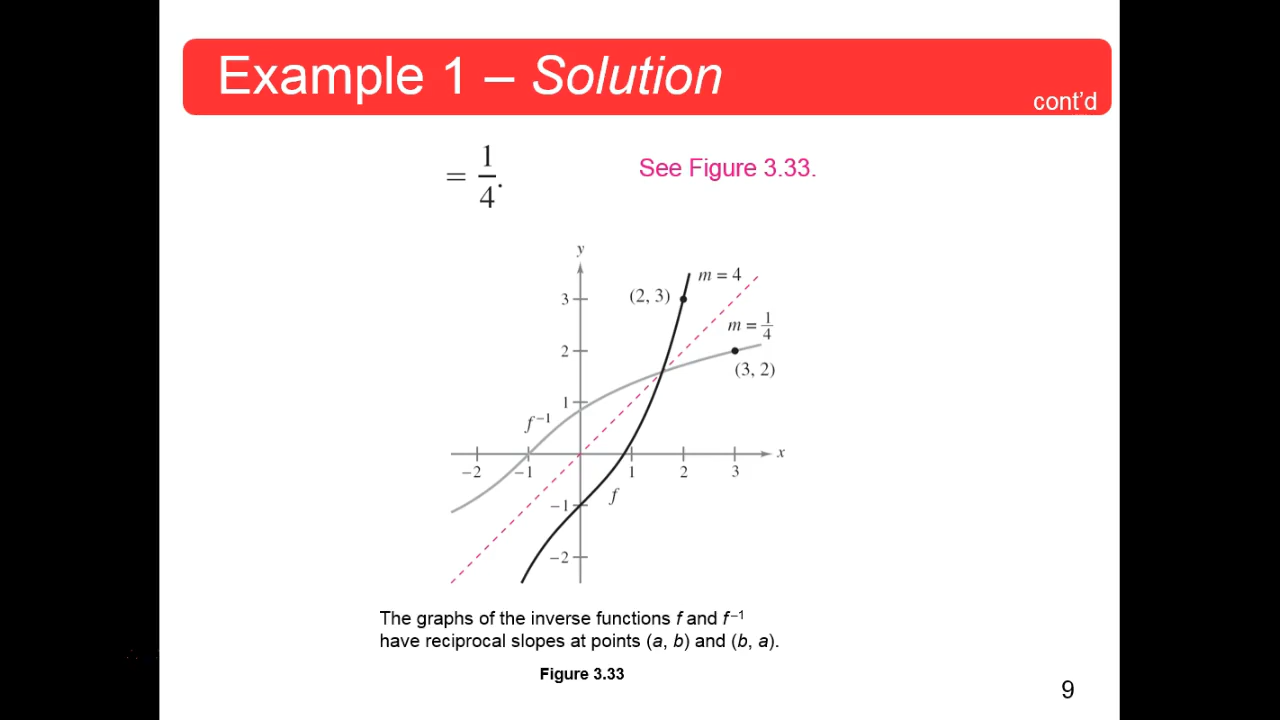 Example 1 – Solution
cont'd
= 1/4.
See Figure 3.33.
y
m = 4
3
(2, 3)
m = 1/4
2
(3, 2)
1
f⁻¹
x
−2 −1 1 2 3
f
−1
−2
The graphs of the inverse functions f and f⁻¹
have reciprocal slopes at points (a, b) and (b, a).
Figure 3.33
9